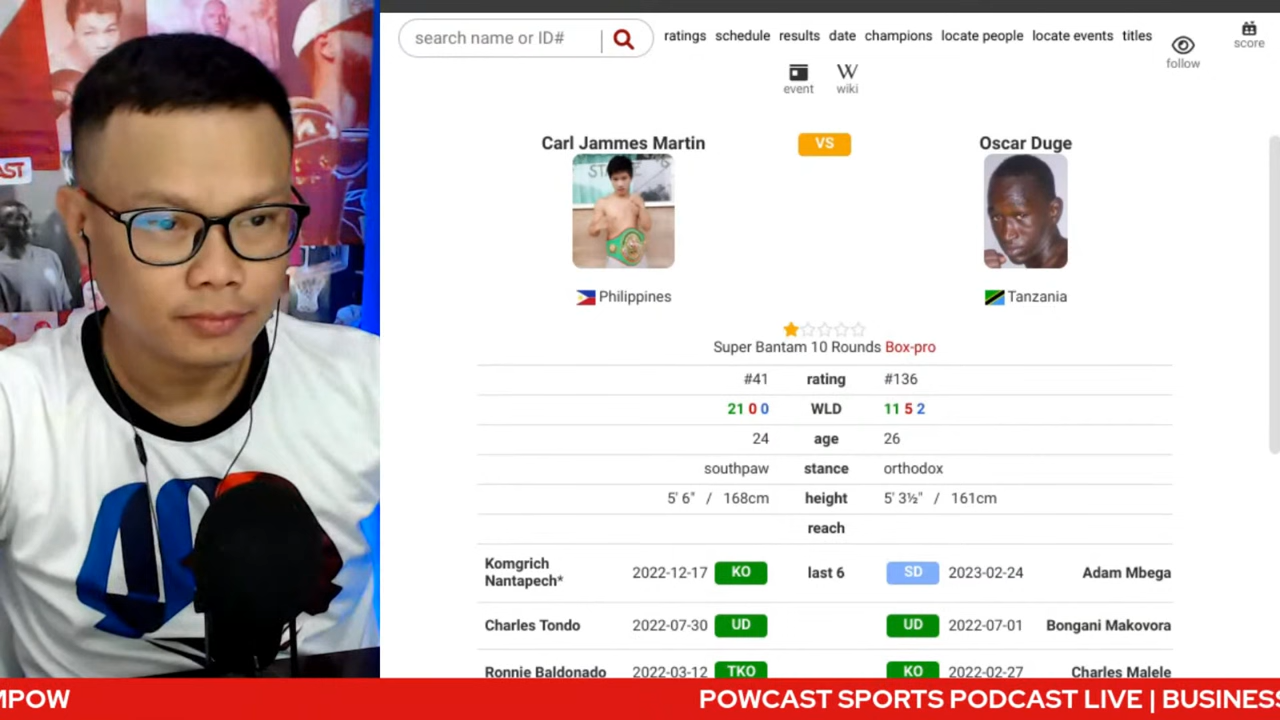 search name or ID#
ratings schedule results date champions locate people locate events titles
follow
score
event wiki
Carl Jammes Martin VS Oscar Duge
Philippines Tanzania
Super Bantam 10 Rounds Box-pro
#41 rating #136
21 0 0 WLD 11 5 2
24 age 26
southpaw stance orthodox
5' 6" / 168cm height 5' 3½" / 161cm
reach
Komgrich
Nantapech* 2022-12-17 KO last 6 SD 2023-02-24 Adam Mbega
Charles Tondo 2022-07-30 UD UD 2022-07-01 Bongani Makovora
Ronnie Baldonado 2022-03-12 TKO KO 2022-02-27 Charles Malele
MPOW POWCAST SPORTS PODCAST LIVE | BUSINESS